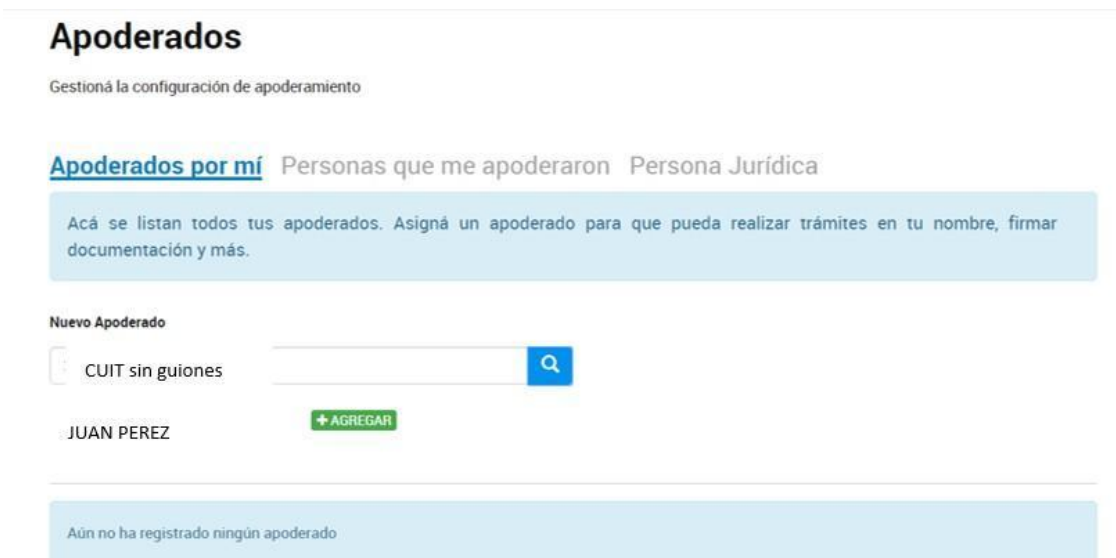 Apoderados
Gestioná la configuración de apoderamiento
Apoderados por mí Personas que me apoderaron Persona Jurídica
Acá se listan todos tus apoderados. Asigná un apoderado para que pueda realizar trámites en tu nombre, firmar
documentación y más.
Nuevo Apoderado
CUIT sin guiones
JUAN PEREZ
+ AGREGAR
Aún no ha registrado ningún apoderado